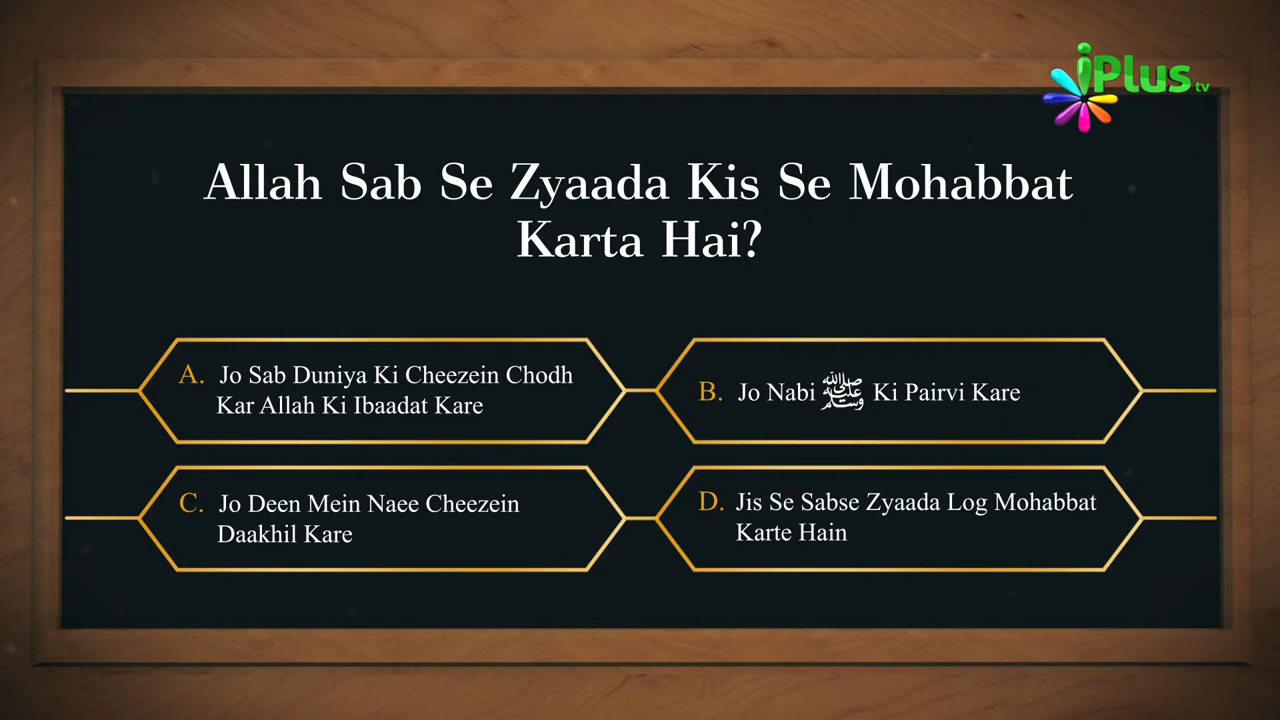 iPlus tv
Allah Sab Se Zyaada Kis Se Mohabbat
Karta Hai?
A. Jo Sab Duniya Ki Cheezein Chodh
Kar Allah Ki Ibaadat Kare
B. Jo Nabi ﷺ Ki Pairvi Kare
C. Jo Deen Mein Naee Cheezein
Daakhil Kare
D. Jis Se Sabse Zyaada Log Mohabbat
Karte Hain